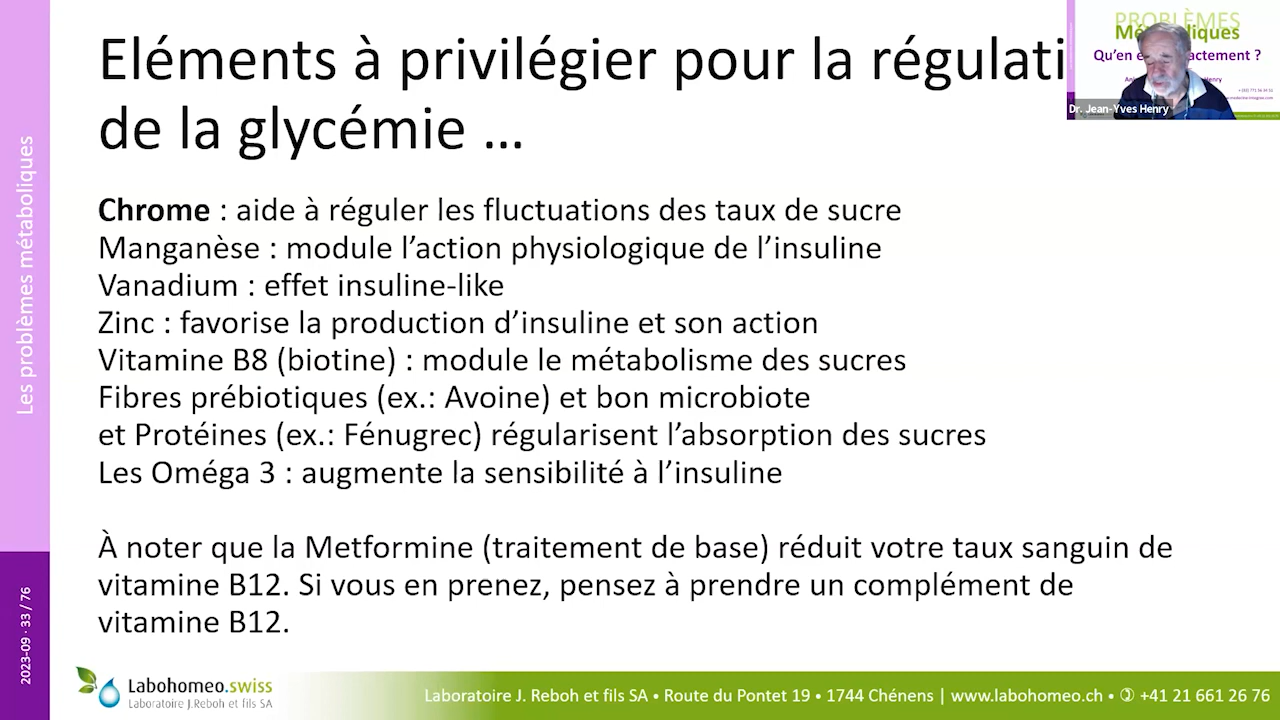 Eléments à privilégier pour la régulati
de la glycémie ...
PROBLÈMES
Qu'en e
actement ?
Henry
Dr. Jean-Yves Henry
Les problèmes métaboliques
Chrome : aide à réguler les fluctuations des taux de sucre
Manganèse : module l'action physiologique de l'insuline
Vanadium : effet insuline-like
Zinc : favorise la production d'insuline et son action
Vitamine B8 (biotine) : module le métabolisme des sucres
Fibres prébiotiques (ex.: Avoine) et bon microbiote
et Protéines (ex.: Fénugrec) régularisent l'absorption des sucres
Les Oméga 3 : augmente la sensibilité à l'insuline
À noter que la Metformine (traitement de base) réduit votre taux sanguin de
vitamine B12. Si vous en prenez, pensez à prendre un complément de
vitamine B12.
2023-09 · 33 / 76
Labohomeo.swiss
Laboratoire J.Reboh et fils SA
Laboratoire J. Reboh et fils SA • Route du Pontet 19 • 1744 Chénens | www.labohomeo.ch • ✆ +41 21 661 26 76